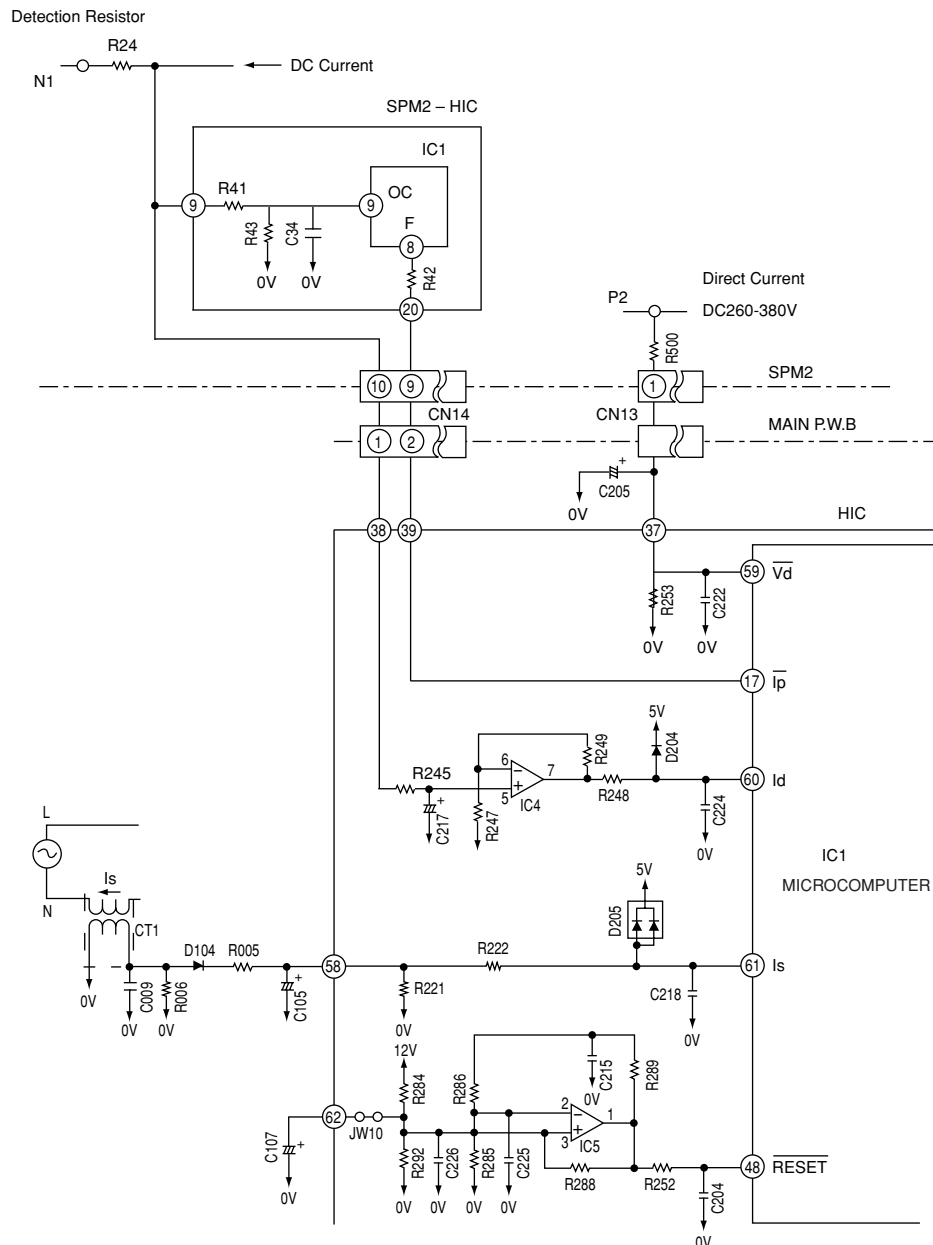 Detection Resistor
R24
N1
DC Current
SPM2 – HIC
IC1
9
R41
9
OC
R43
C34
F
8
0V
0V
R42
20
Direct Current
P2
DC260-380V
R500
10
9
1
SPM2
CN14
CN13
MAIN P.W.B
1
2
+
C205
0V
38
39
37
HIC
59
Vd
R253
C222
0V
0V
17
Ip
5V
R249
D204
6
−
7
60
Id
R245
+
5
IC4
R248
+
C217
R247
C224
0V
L
IC1
MICROCOMPUTER
Is
N
5V
CT1
D205
D104
R005
R222
58
61
Is
0V
C009
R006
+
C105
R221
C218
0V
0V
0V
0V
0V
12V
R284
R286
C215
R289
0V
62
JW10
2
−
1
+
3
IC5
C107
+
R292
C226
R285
C225
R288
R252
48
RESET
0V
0V
0V
0V
0V
C204
0V